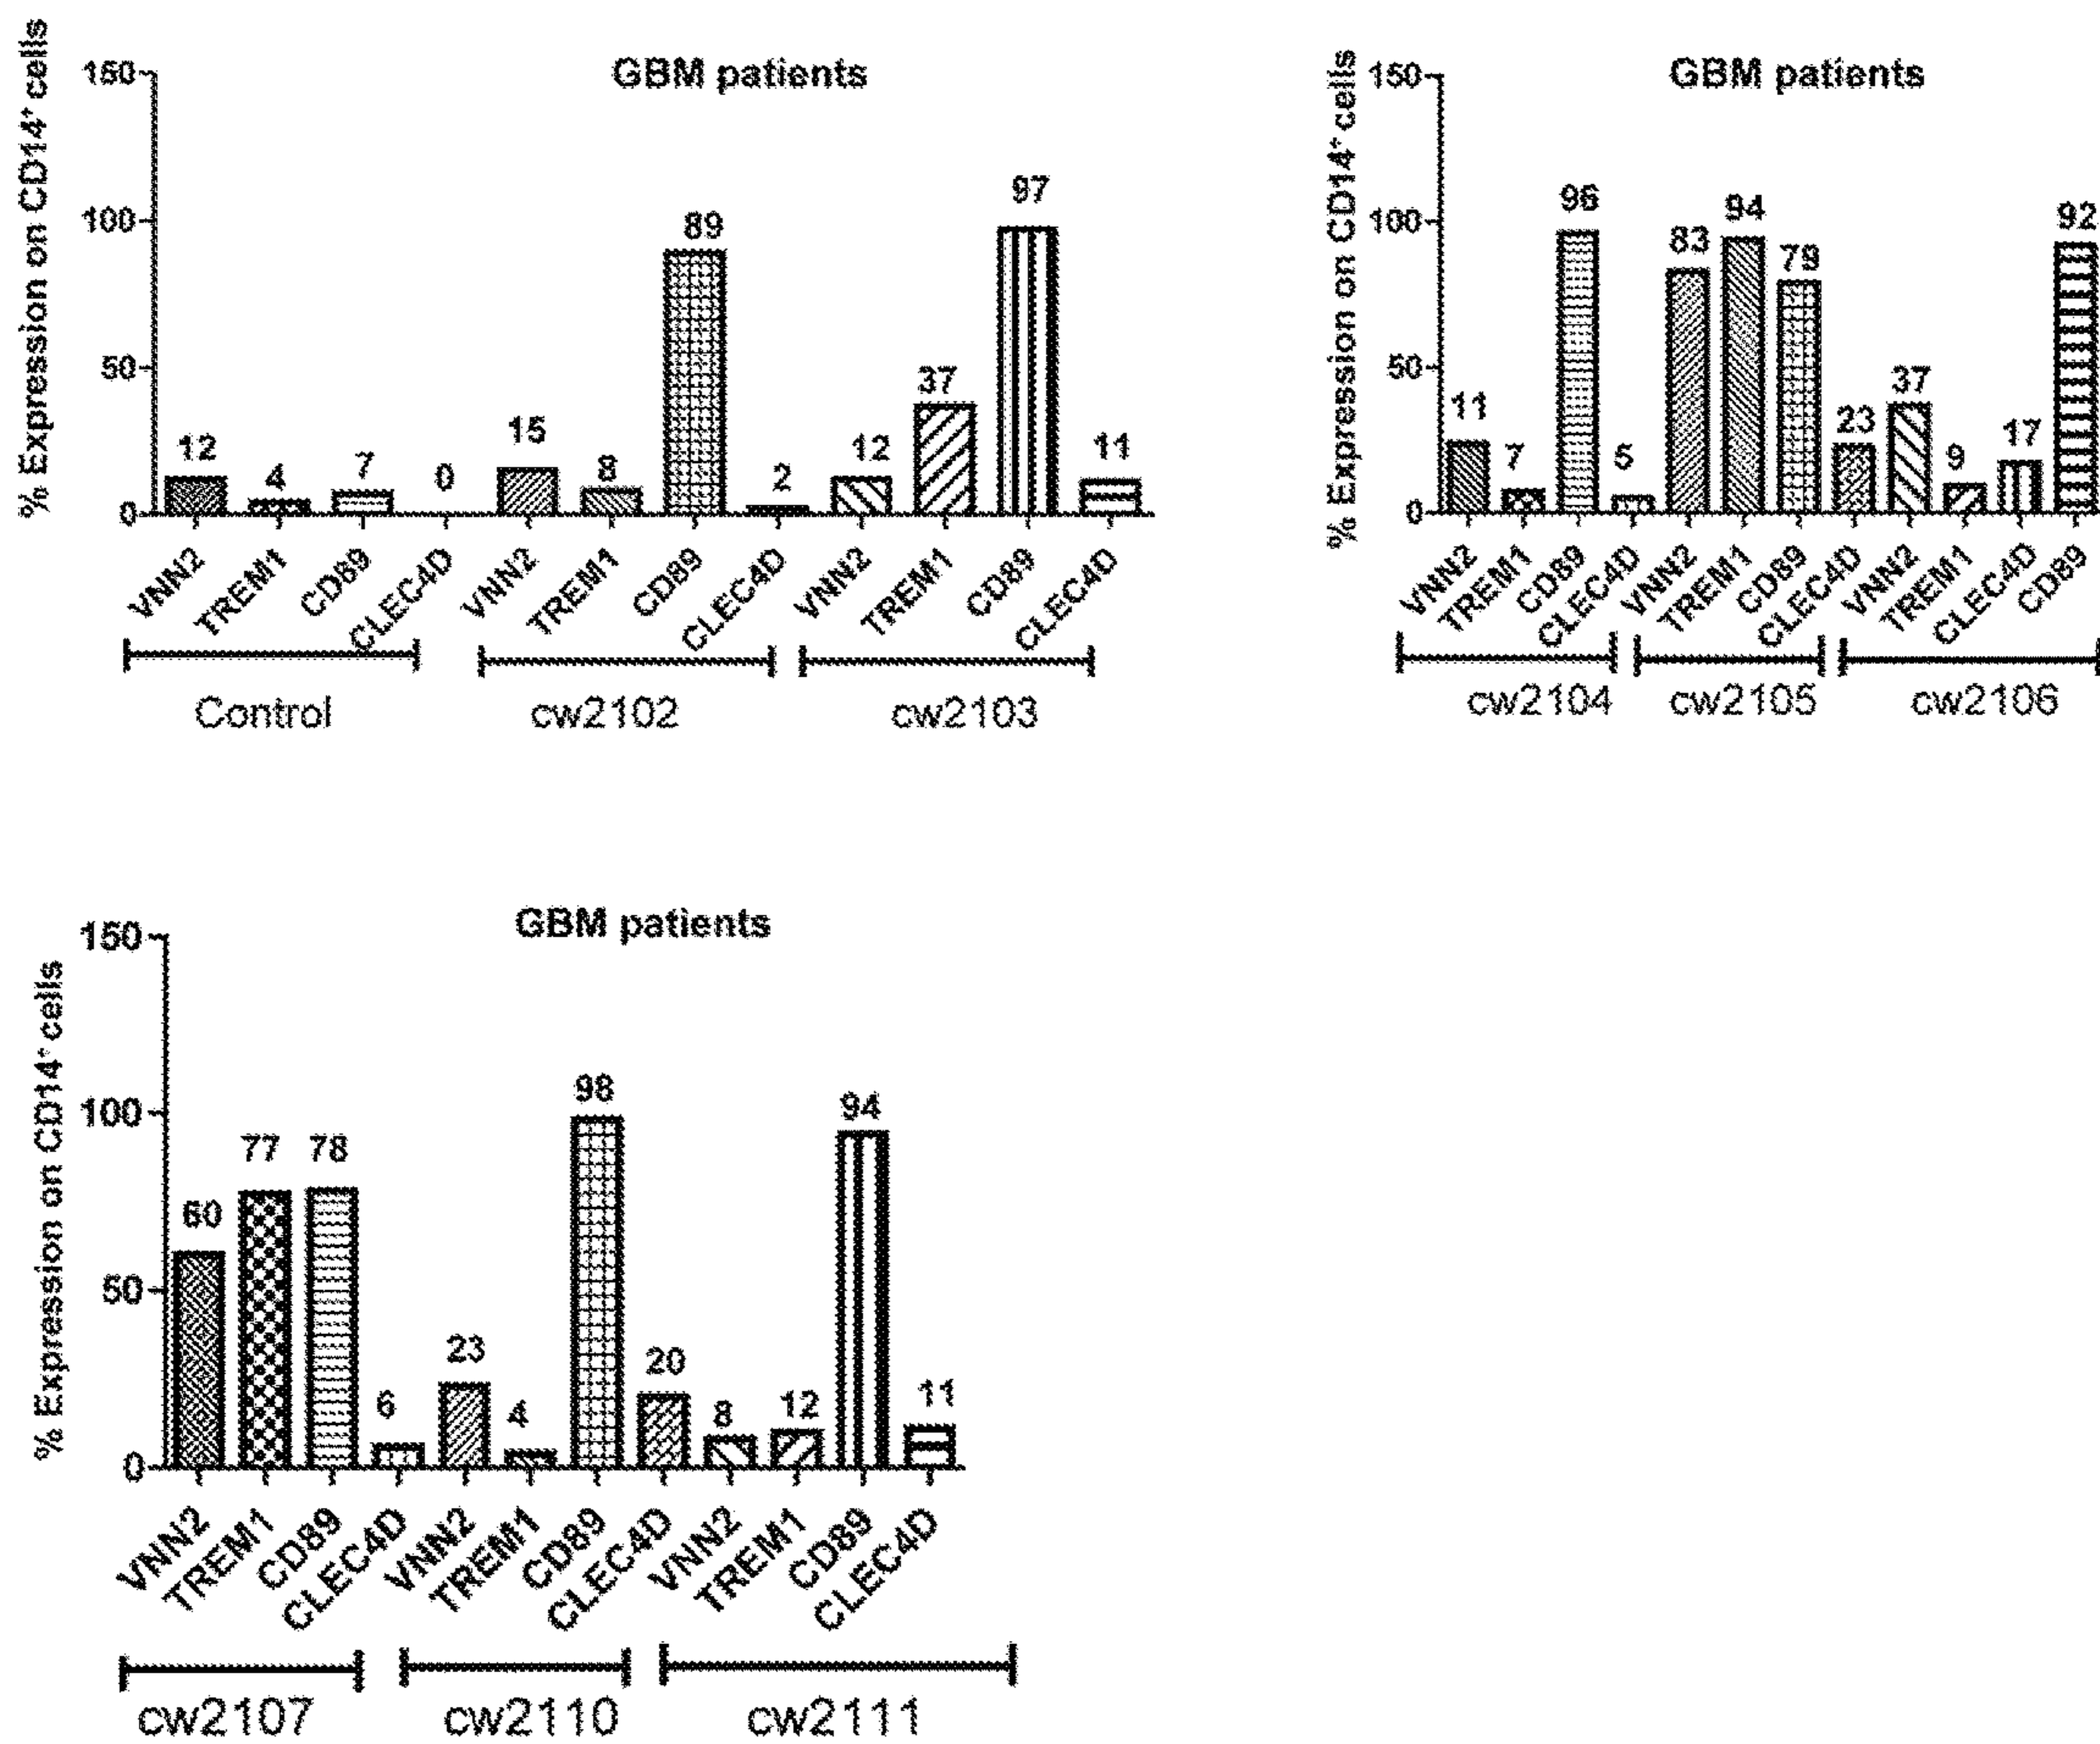 GBM patients
% Expression on CD14+ cells
150
100
50
0
12 4 7 0 15 8 89 2 12 37 97 11
VNN2 TREM1 CD89 CLEC4D VNN2 TREM1 CD89 CLEC4D VNN2 TREM1 CD89 CLEC4D
Control cw2102 cw2103
GBM patients
% Expression on CD14+ cells
150
100
50
0
11 7 96 5 83 94 79 23 37 9 17 92
VNN2 TREM1 CD89 CLEC4D VNN2 TREM1 CD89 CLEC4D VNN2 TREM1 CLEC4D CD89
cw2104 cw2105 cw2106
GBM patients
% Expression on CD14+ cells
150
100
50
0
60 77 78 6 23 4 98 20 8 12 94 11
VNN2 TREM1 CD89 CLEC4D VNN2 TREM1 CD89 CLEC4D VNN2 TREM1 CD89 CLEC4D
cw2107 cw2110 cw2111